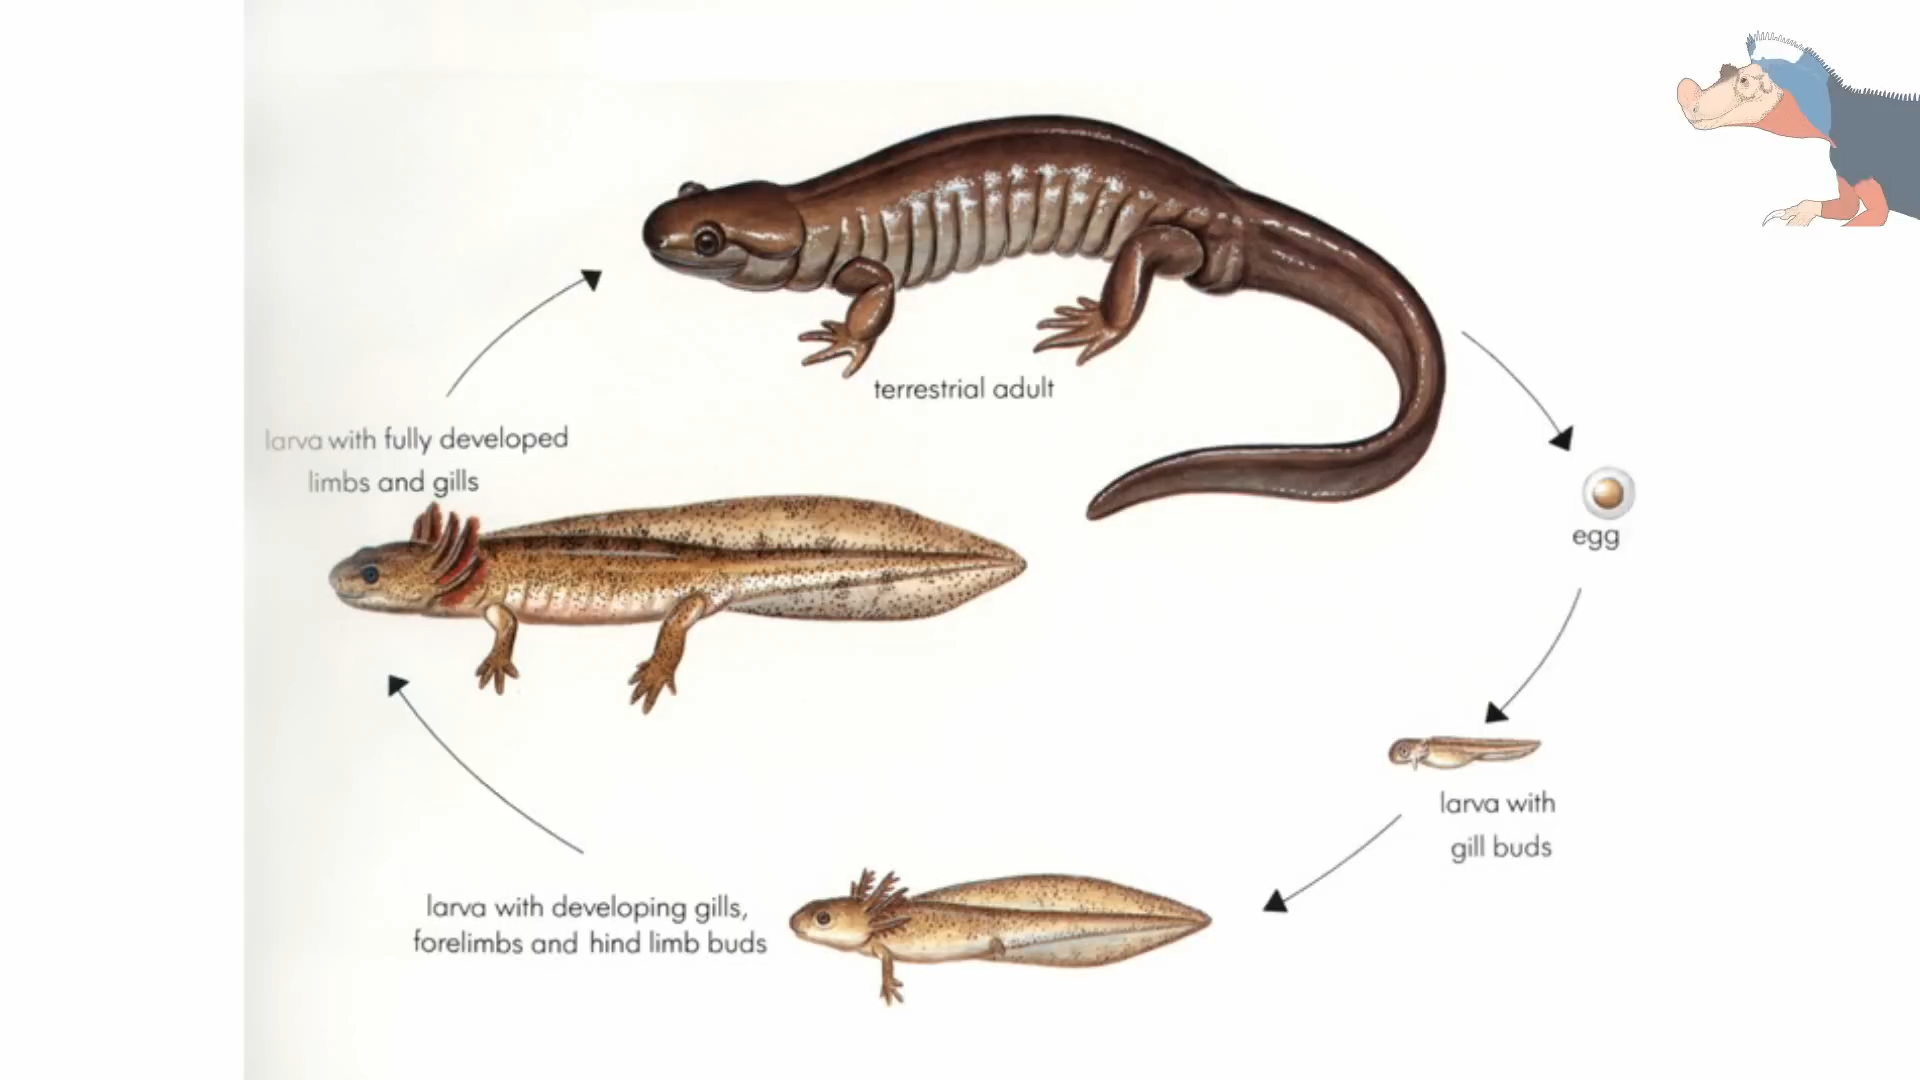 terrestrial adult
larva with fully developed
limbs and gills
egg
larva with
gill buds
larva with developing gills,
forelimbs and hind limb buds